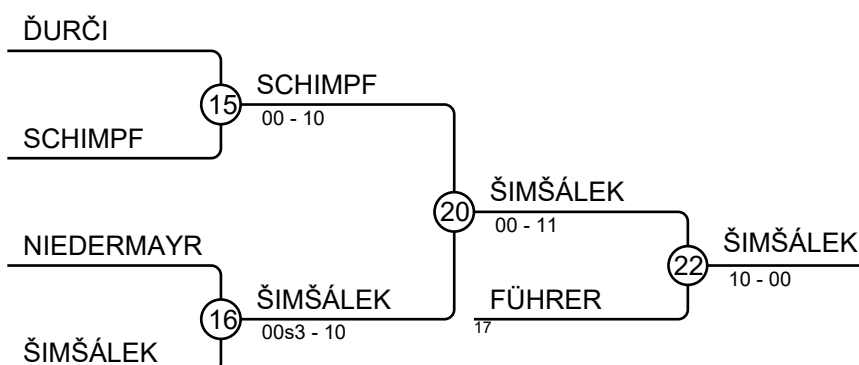 ĎURČI
15
SCHIMPF
00 - 10
SCHIMPF
20
ŠIMŠÁLEK
00 - 11
NIEDERMAYR
22
ŠIMŠÁLEK
10 - 00
16
ŠIMŠÁLEK
00s3 - 10
FÜHRER
17
ŠIMŠÁLEK